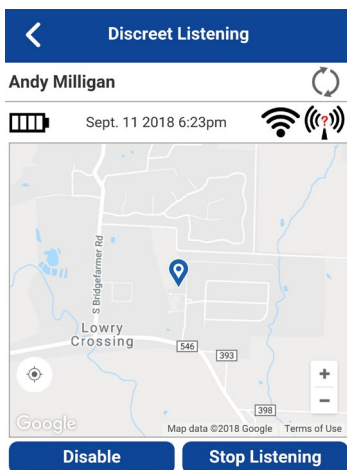 Discreet Listening
Andy Milligan
Sept. 11 2018 6:23pm
?
S Bridgefarmer Rd
Lowry
Crossing
546
393
398
+
−
Google
Map data ©2018 Google Terms of Use
Disable
Stop Listening